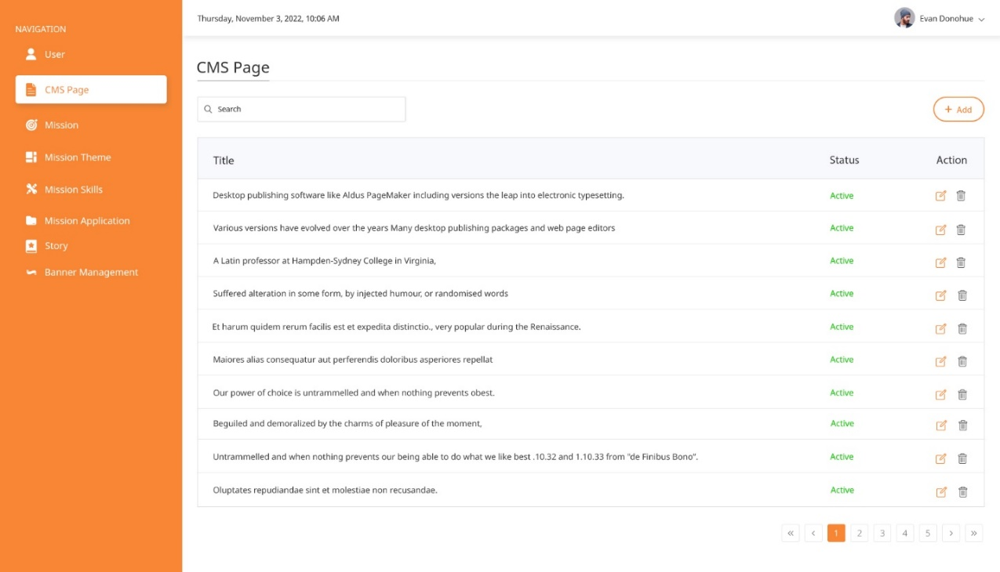 NAVIGATION
User
CMS Page
Mission
Mission Theme
Mission Skills
Mission Application
Story
Banner Management
Thursday, November 3, 2022, 10:06 AM
Evan Donohue
CMS Page
Search
+ Add
Title Status Action
Desktop publishing software like Aldus PageMaker including versions the leap into electronic typesetting. Active
Various versions have evolved over the years Many desktop publishing packages and web page editors Active
A Latin professor at Hampden-Sydney College in Virginia, Active
Suffered alteration in some form, by injected humour, or randomised words Active
Et harum quidem rerum facilis est et expedita distinctio., very popular during the Renaissance. Active
Maiores alias consequatur aut perferendis doloribus asperiores repellat Active
Our power of choice is untrammelled and when nothing prevents obest. Active
Beguiled and demoralized by the charms of pleasure of the moment, Active
Untrammelled and when nothing prevents our being able to do what we like best .10.32 and 1.10.33 from "de Finibus Bono”. Active
Oluptates repudiandae sint et molestiae non recusandae. Active
« ‹ 1 2 3 4 5 › »